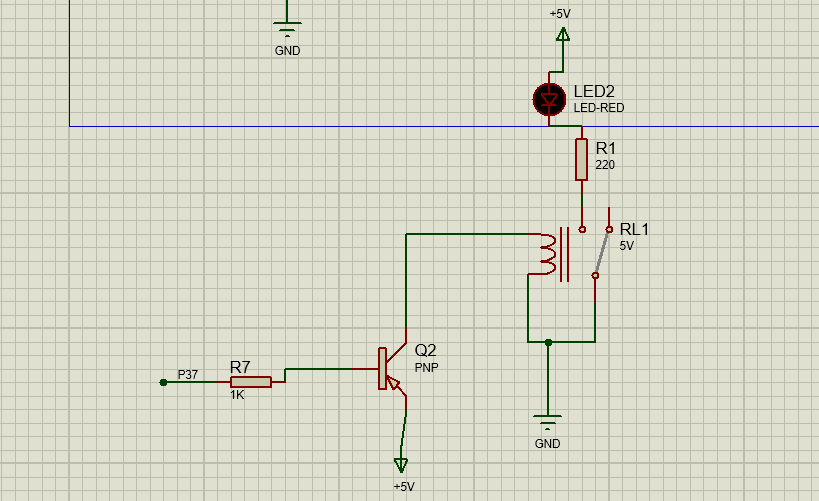 +5V
GND
LED2
LED-RED
R1
220
RL1
5V
Q2
PNP
R7
P37
1K
GND
+5V